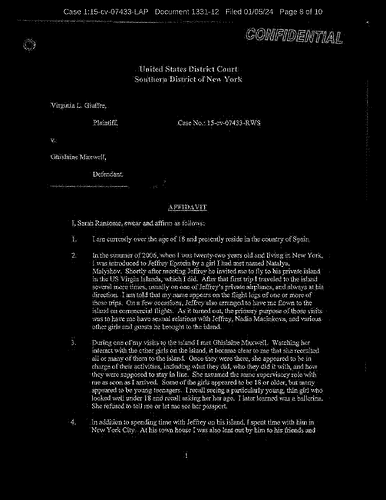 Case 1:15-cv-07433-LAP Document 1331-12 Filed 01/05/24 Page 8 of 10
CONFIDENTIAL
United States District Court
Southern District of New York
Virginia L. Giuffre,
Plaintiff,
Case No.: 15-cv-07433-RWS
v.
Ghislaine Maxwell,
Defendant.
AFFIDAVIT
I, Sarah Ransome, swear and affirm as follows:
1. I am currently over the age of 18 and presently reside in the country of Spain.
2. In the summer of 2006, when I was twenty-two years old and living in New York,
I was introduced to Jeffrey Epstein by a girl I had met named Natalya
Malyshov. Shortly after meeting Jeffrey he invited me to fly to his private island
in the US Virgin Islands, which I did. After that first trip I traveled to the island
several more times, usually on one of Jeffrey's private airplanes, and always at his
direction. I am told that my name appears on the flight logs of one or more of
those trips. On a few occasions, Jeffrey also arranged to have me flown to the
island on commercial flights. As it turned out, the primary purpose of those visits
was to have me have sexual relations with Jeffrey, Nadia Marcinkova, and various
other girls and guests he brought to the island.
3. During one of my visits to the island I met Ghislaine Maxwell. Watching her
interact with the other girls on the island, it became clear to me that she recruited
all or many of them to the island. Once they were there, she appeared to be in
charge of their activities, including what they did, who they did it with, and how
they were supposed to stay in line. She assumed the same supervisory role with
me as soon as I arrived. Some of the girls appeared to be 18 or older, but many
appeared to be young teenagers. I recall seeing a particularly young, thin girl who
looked well under 18 and recall asking her her age. I later learned was a ballerina.
She refused to tell me or let me see her passport.
4. In addition to spending time with Jeffrey on his island, I spent time with him in
New York City. At his town house I was also lent out by him to his friends and
1